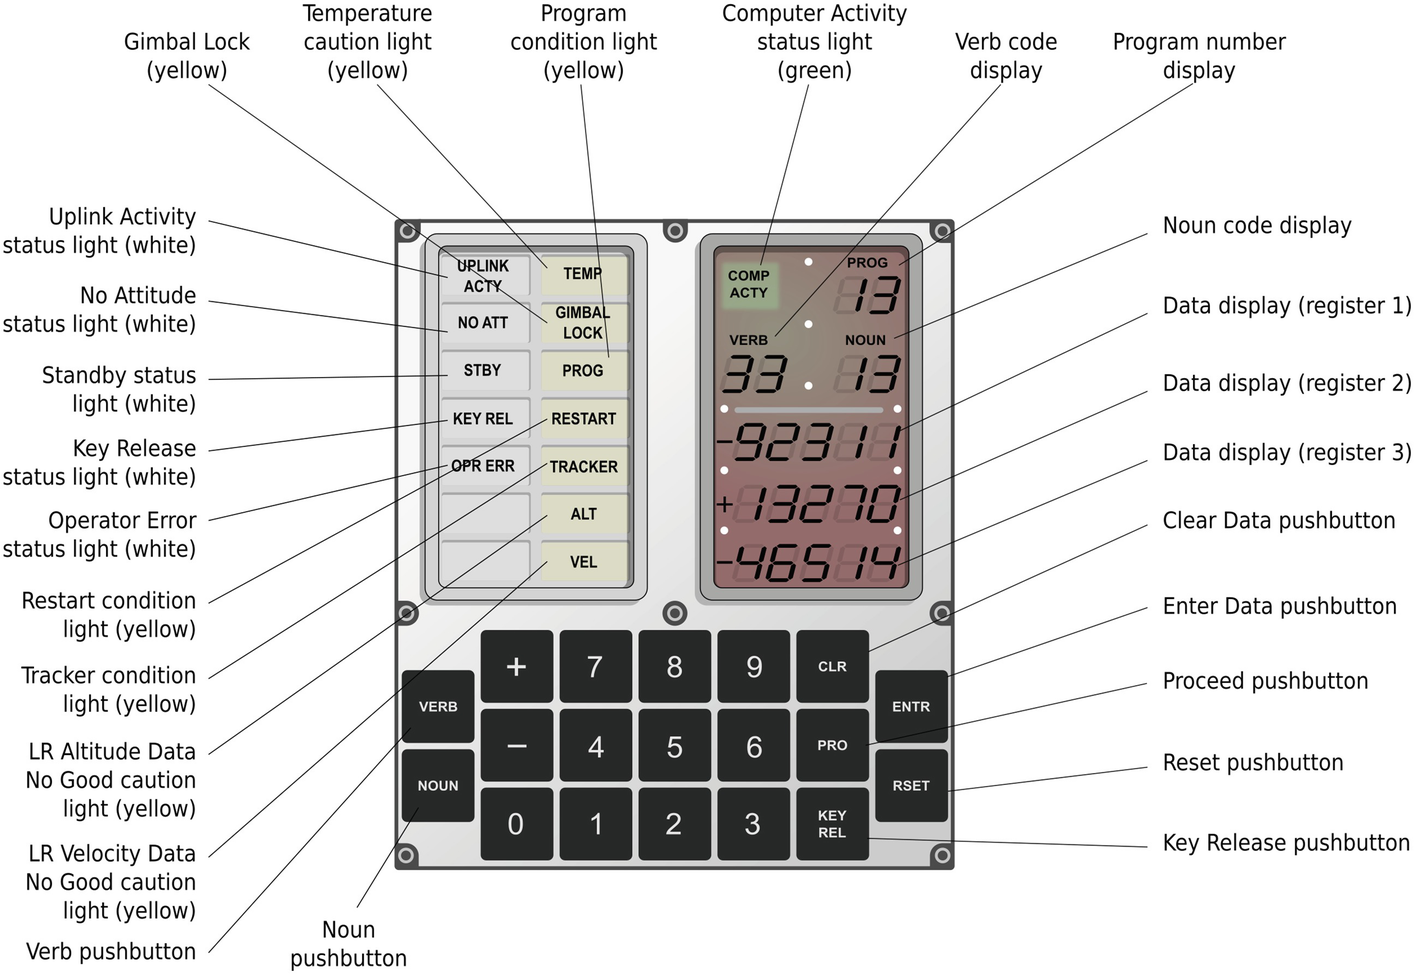 Gimbal Lock
(yellow)
Temperature
caution light
(yellow)
Program
condition light
(yellow)
Computer Activity
status light
(green)
Verb code
display
Program number
display
Uplink Activity
status light (white)
No Attitude
status light (white)
Standby status
light (white)
Key Release
status light (white)
Operator Error
status light (white)
Restart condition
light (yellow)
Tracker condition
light (yellow)
LR Altitude Data
No Good caution
light (yellow)
LR Velocity Data
No Good caution
light (yellow)
Verb pushbutton
Noun
pushbutton
UPLINK
ACTY
NO ATT
STBY
KEY REL
OPR ERR
TEMP
GIMBAL
LOCK
PROG
RESTART
TRACKER
ALT
VEL
COMP
ACTY
PROG
13
VERB
NOUN
33
13
-92311
+13270
-46514
Noun code display
Data display (register 1)
Data display (register 2)
Data display (register 3)
Clear Data pushbutton
Enter Data pushbutton
Proceed pushbutton
Reset pushbutton
Key Release pushbutton
VERB
NOUN
+ 7 8 9 CLR
− 4 5 6 PRO
0 1 2 3 KEY
REL
ENTR
RSET